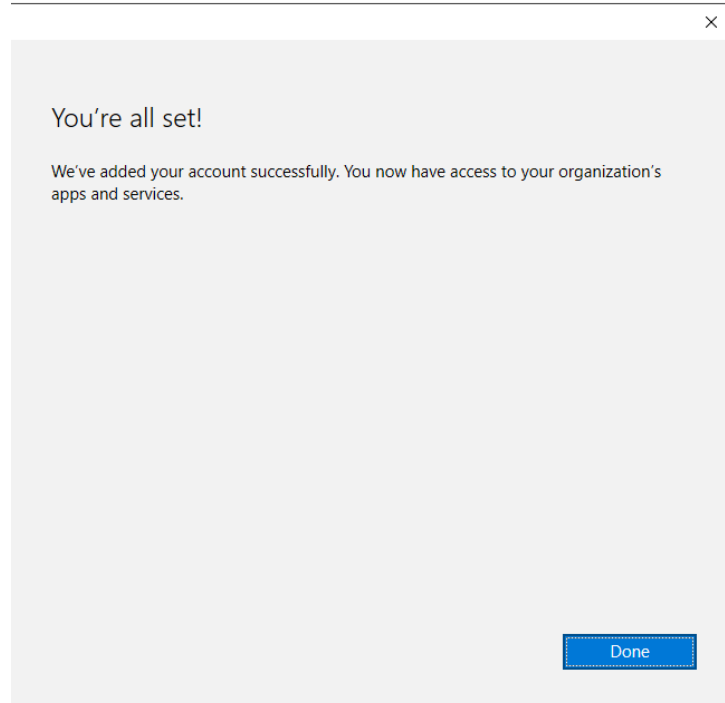 You’re all set!
We’ve added your account successfully. You now have access to your organization’s
apps and services.
Done